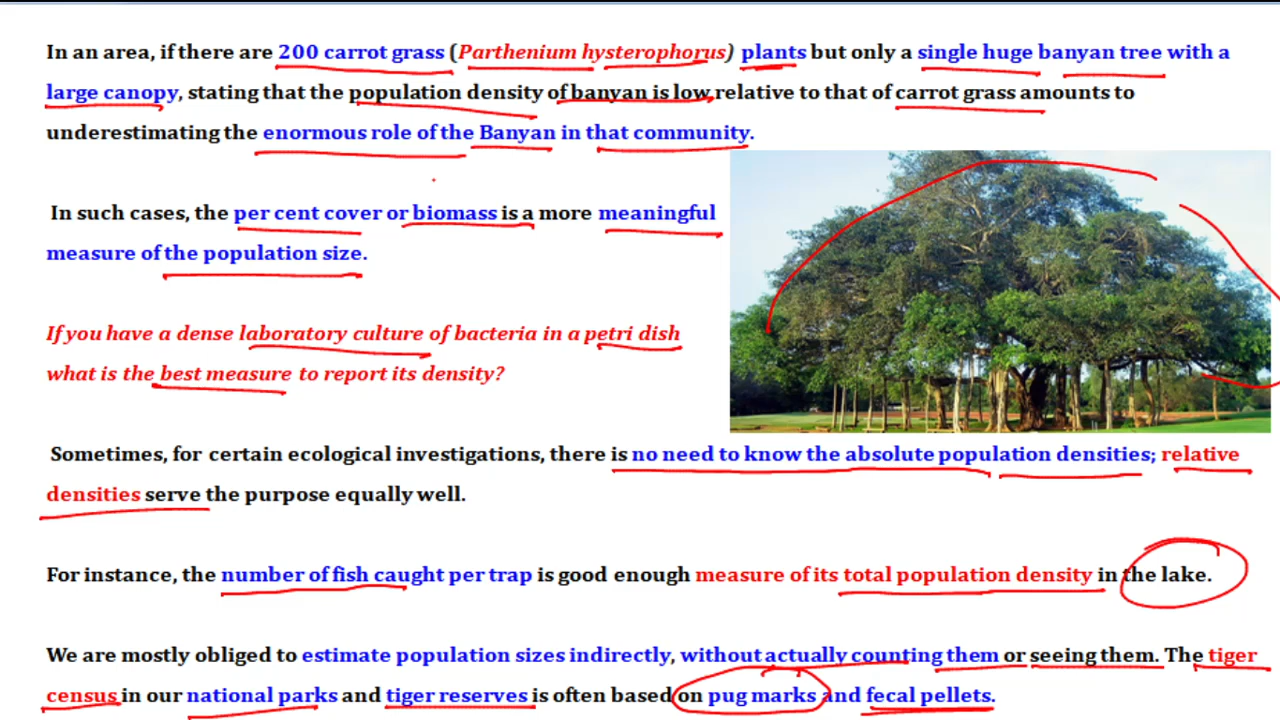 In an area, if there are 200 carrot grass (Parthenium hysterophorus) plants but only a single huge banyan tree with a
large canopy, stating that the population density of banyan is low relative to that of carrot grass amounts to
underestimating the enormous role of the Banyan in that community.
In such cases, the per cent cover or biomass is a more meaningful
measure of the population size.
If you have a dense laboratory culture of bacteria in a petri dish
what is the best measure to report its density?
Sometimes, for certain ecological investigations, there is no need to know the absolute population densities; relative
densities serve the purpose equally well.
For instance, the number of fish caught per trap is good enough measure of its total population density in the lake.
We are mostly obliged to estimate population sizes indirectly, without actually counting them or seeing them. The tiger
census in our national parks and tiger reserves is often based on pug marks and fecal pellets.